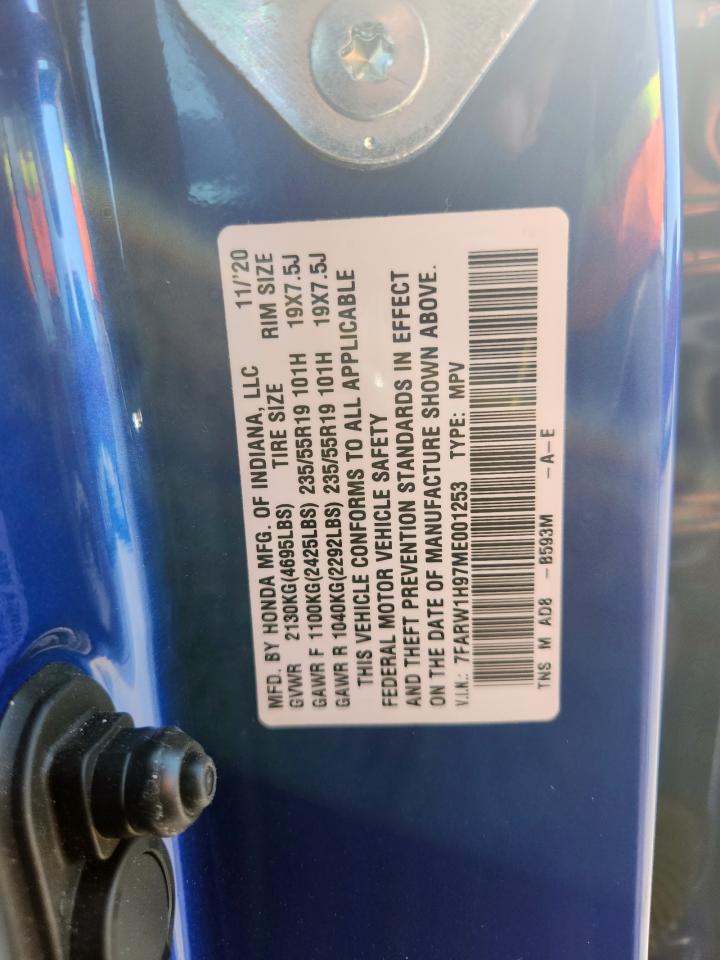 MFD. BY HONDA MFG. OF INDIANA, LLC 11/'20
GVWR 2130KG(4695LBS) TIRE SIZE RIM SIZE
GAWR F 1100KG(2425LBS) 235/55R19 101H 19X7.5J
GAWR R 1040KG(2292LBS) 235/55R19 101H 19X7.5J
THIS VEHICLE CONFORMS TO ALL APPLICABLE
FEDERAL MOTOR VEHICLE SAFETY
AND THEFT PREVENTION STANDARDS IN EFFECT
ON THE DATE OF MANUFACTURE SHOWN ABOVE.
V.I.N.: 7FARW1H97ME001253 TYPE: MPV
TNS M AD8 -B593M -A-E